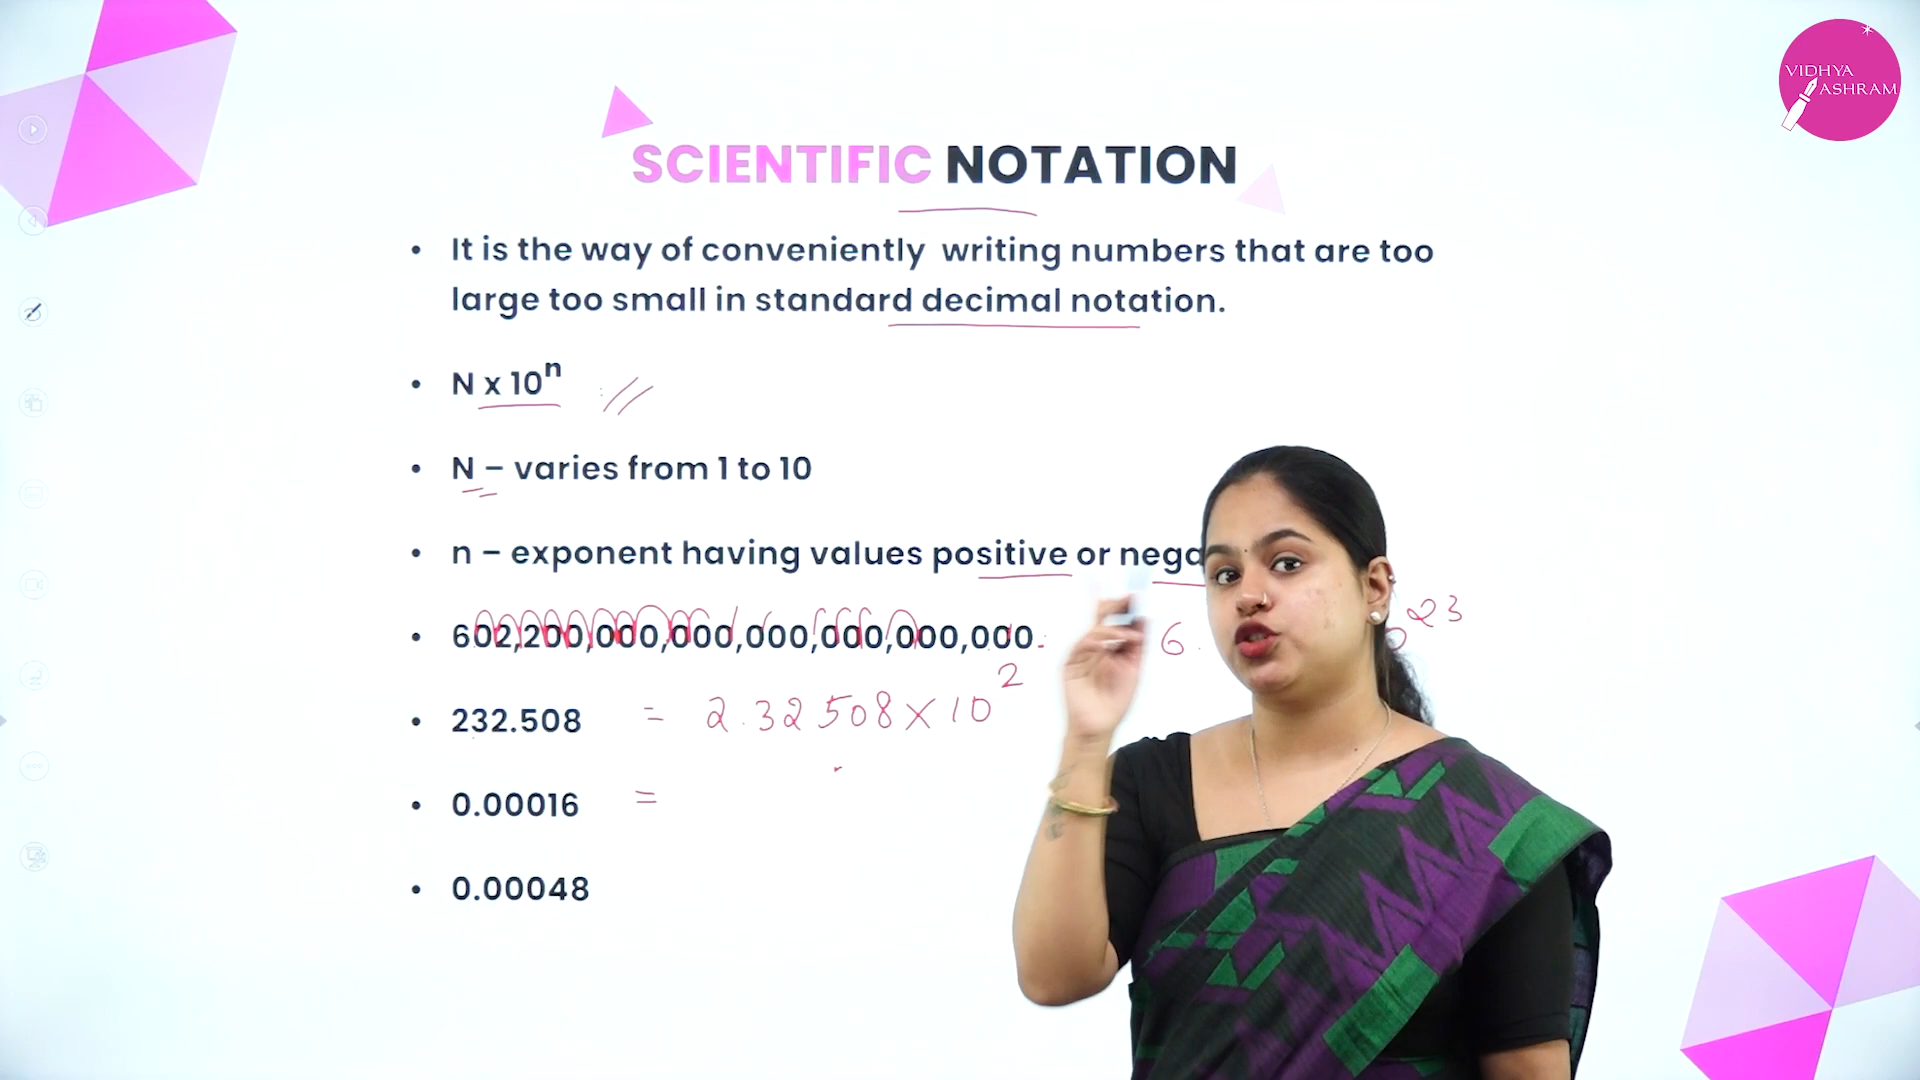 VIDHYA
ASHRAM
SCIENTIFIC NOTATION
• It is the way of conveniently writing numbers that are too
large too small in standard decimal notation.
• N x 10ⁿ
• N – varies from 1 to 10
• n – exponent having values positive or nega
• 602,200,000,000,000,000,000,000. 6. 0²³
• 232.508 = 2.32508 × 10²
• 0.00016 =
• 0.00048